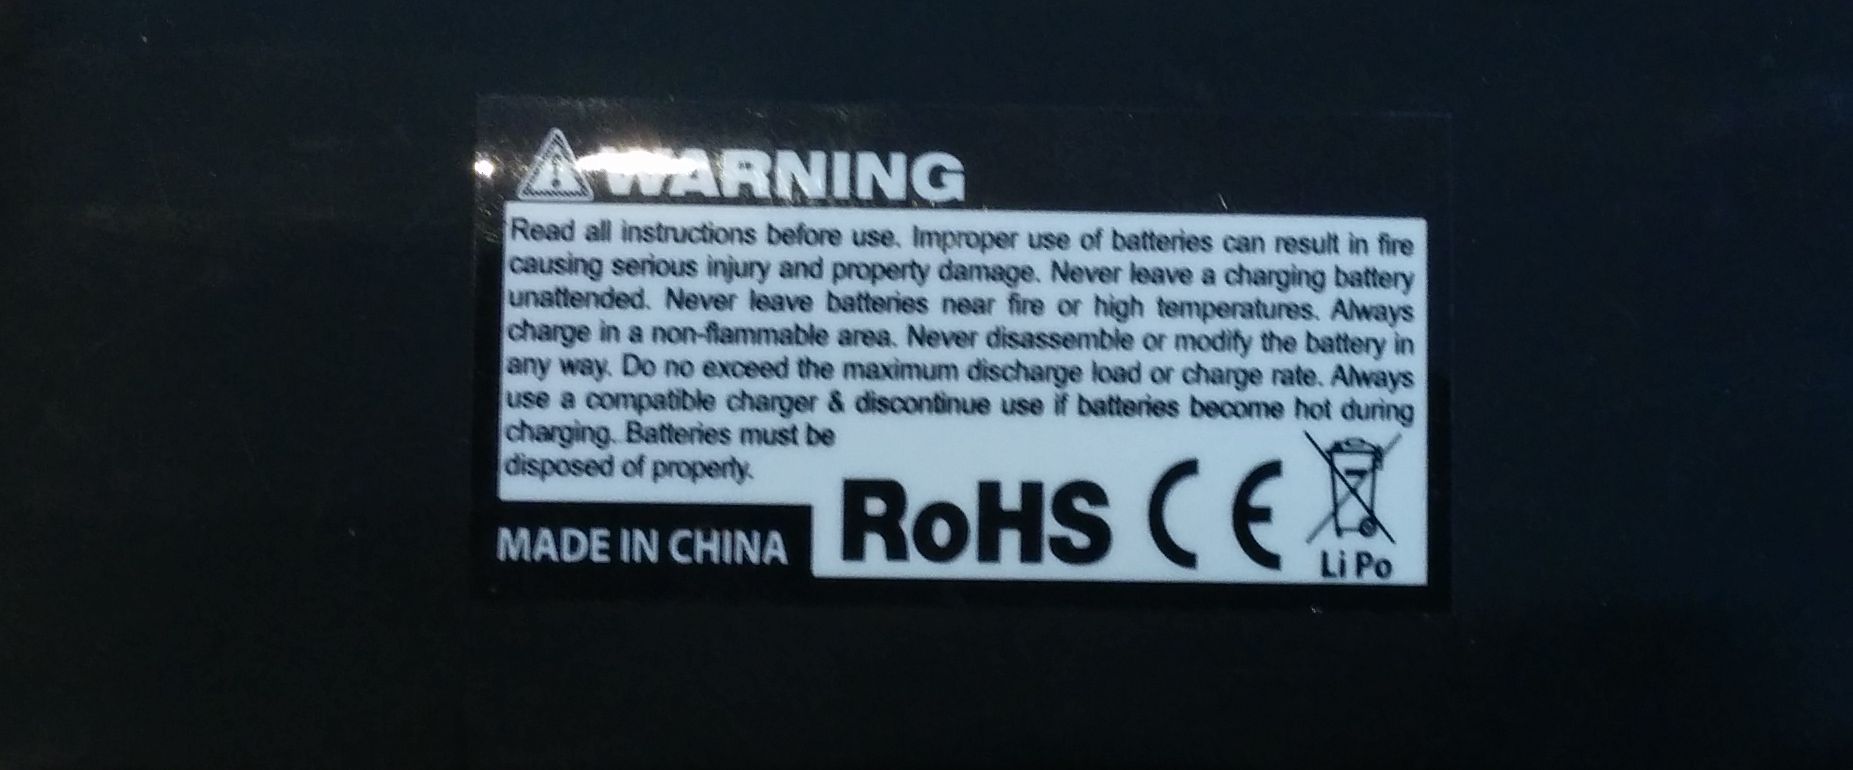 WARNING
Read all instructions before use. Improper use of batteries can result in fire
causing serious injury and property damage. Never leave a charging battery
unattended. Never leave batteries near fire or high temperatures. Always
charge in a non-flammable area. Never disassemble or modify the battery in
any way. Do no exceed the maximum discharge load or charge rate. Always
use a compatible charger & discontinue use if batteries become hot during
charging. Batteries must be
disposed of properly.
MADE IN CHINA
RoHS CE
Li Po